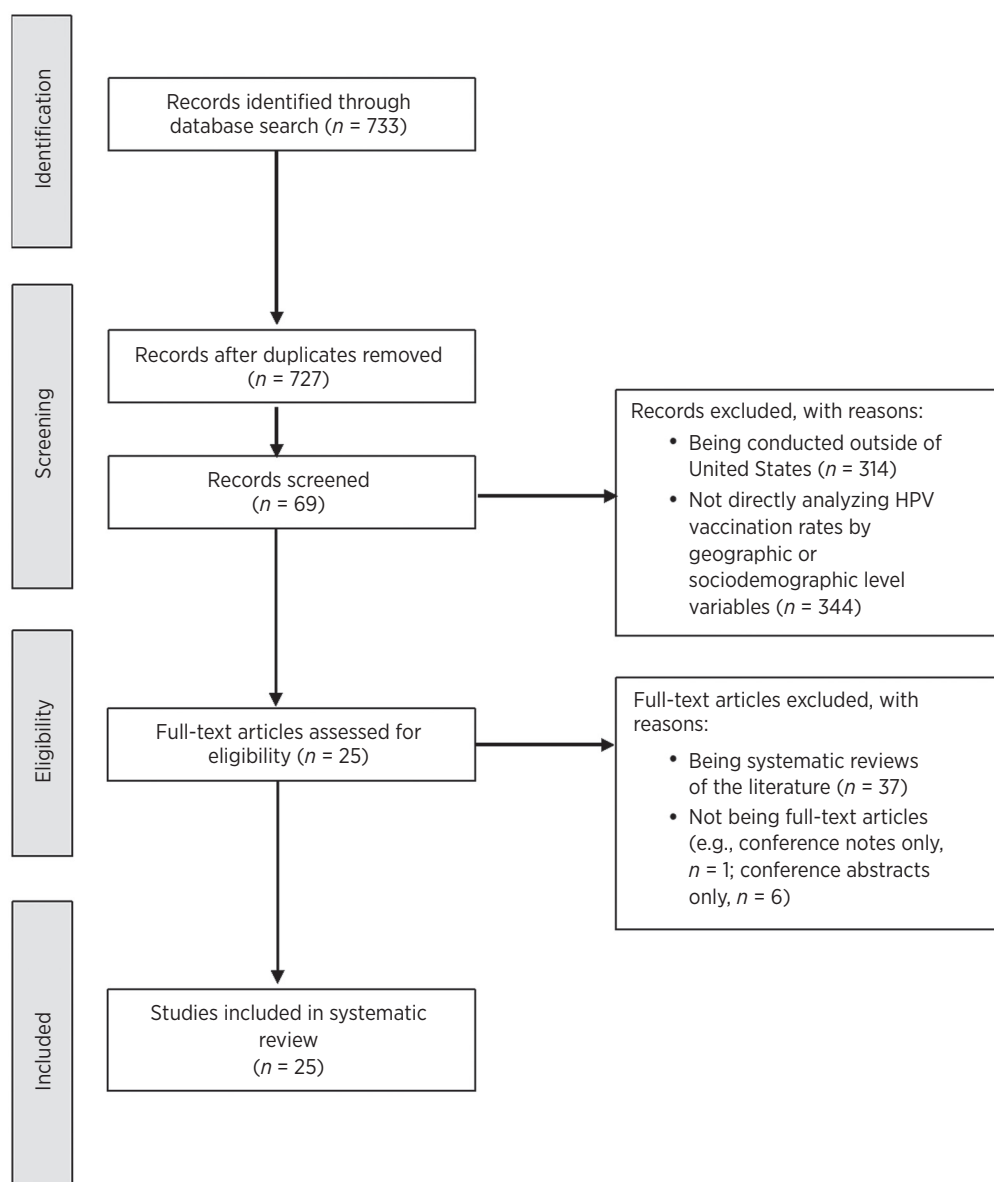 Identification
Records identified through
database search (n = 733)
Screening
Records after duplicates removed
(n = 727)
Records screened
(n = 69)
Records excluded, with reasons:
• Being conducted outside of
United States (n = 314)
• Not directly analyzing HPV
vaccination rates by
geographic or
sociodemographic level
variables (n = 344)
Eligibility
Full-text articles assessed for
eligibility (n = 25)
Full-text articles excluded, with
reasons:
• Being systematic reviews
of the literature (n = 37)
• Not being full-text articles
(e.g., conference notes only,
n = 1; conference abstracts
only, n = 6)
Included
Studies included in systematic
review
(n = 25)